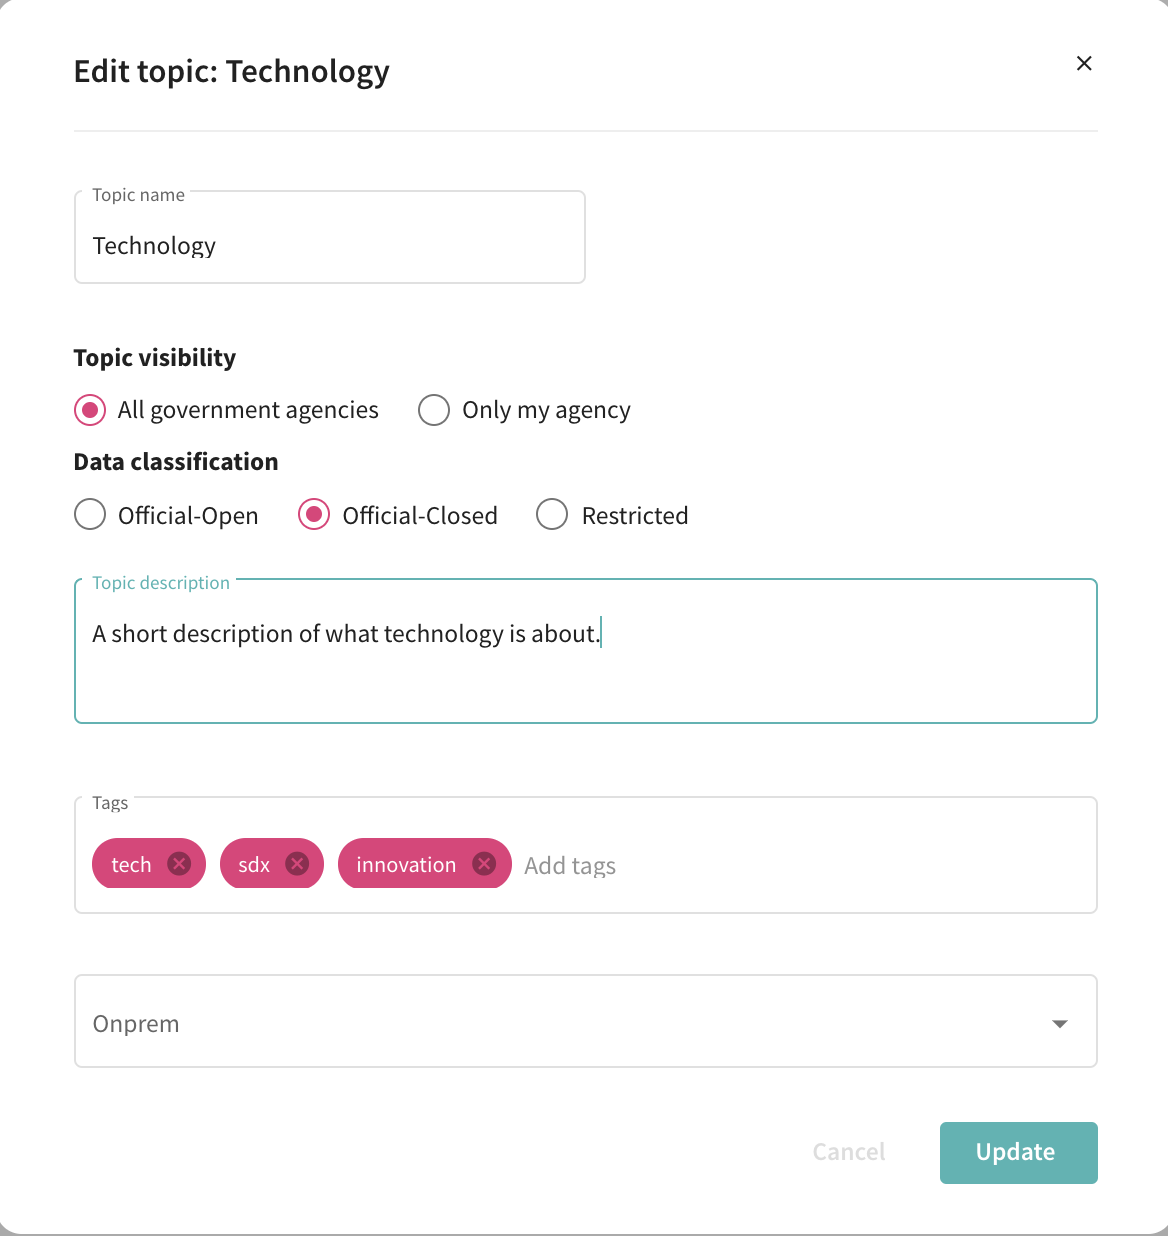 Edit topic: Technology
Topic name
Technology
Topic visibility
All government agencies Only my agency
Data classification
Official-Open Official-Closed Restricted
Topic description
A short description of what technology is about.
Tags
tech sdx innovation Add tags
Onprem
Cancel Update